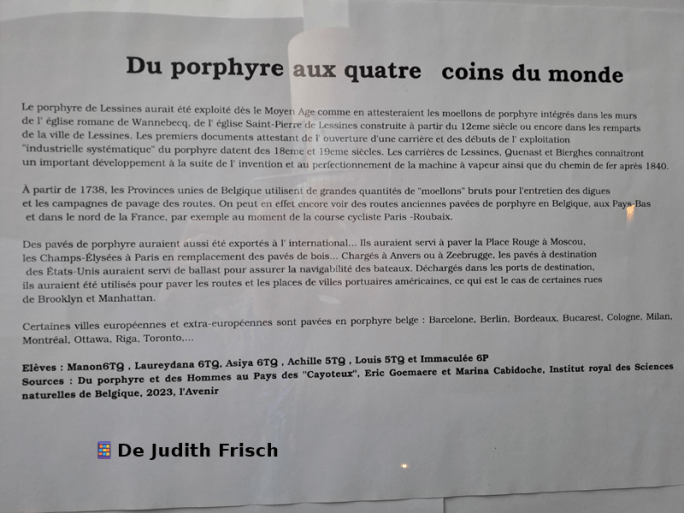 Du porphyre aux quatre coins du monde
Le porphyre de Lessines aurait été exploité dès le Moyen Age comme en attesteraient les moellons de porphyre intégrés dans les murs
de l' église romane de Wannebecq, de l' église Saint-Pierre de Lessines construite à partir du 12eme siècle ou encore dans les remparts
de la ville de Lessines. Les premiers documents attestant de l' ouverture d'une carrière et des débuts de l' exploitation
"industrielle systématique" du porphyre datent des 18eme et 19eme siècles. Les carrières de Lessines, Quenast et Bierghes connaîtront
un important développement à la suite de l' invention et au perfectionnement de la machine à vapeur ainsi que du chemin de fer après 1840.
À partir de 1738, les Provinces unies de Belgique utilisent de grandes quantités de "moellons" bruts pour l'entretien des digues
et les campagnes de pavage des routes. On peut en effet encore voir des routes anciennes pavées de porphyre en Belgique, aux Pays-Bas
et dans le nord de la France, par exemple au moment de la course cycliste Paris -Roubaix.
Des pavés de porphyre auraient aussi été exportés à l' international... Ils auraient servi à paver la Place Rouge à Moscou,
les Champs-Élysées à Paris en remplacement des pavés de bois... Chargés à Anvers ou à Zeebrugge, les pavés à destination
des États-Unis auraient servi de ballast pour assurer la navigabilité des bateaux. Déchargés dans les ports de destination,
ils auraient été utilisés pour paver les routes et les places de villes portuaires américaines, ce qui est le cas de certaines rues
de Brooklyn et Manhattan.
Certaines villes européennes et extra-européennes sont pavées en porphyre belge : Barcelone, Berlin, Bordeaux, Bucarest, Cologne, Milan,
Montréal, Ottawa, Riga, Toronto,...
Elèves : Manon6TQ , Laureydana 6TQ, Asiya 6TQ , Achille 5TQ , Louis 5TQ et Immaculée 6P
Sources : Du porphyre et des Hommes au Pays des "Cayoteux", Eric Goemaere et Marina Cabidoche, Institut royal des Sciences
naturelles de Belgique, 2023, l'Avenir
De Judith Frisch